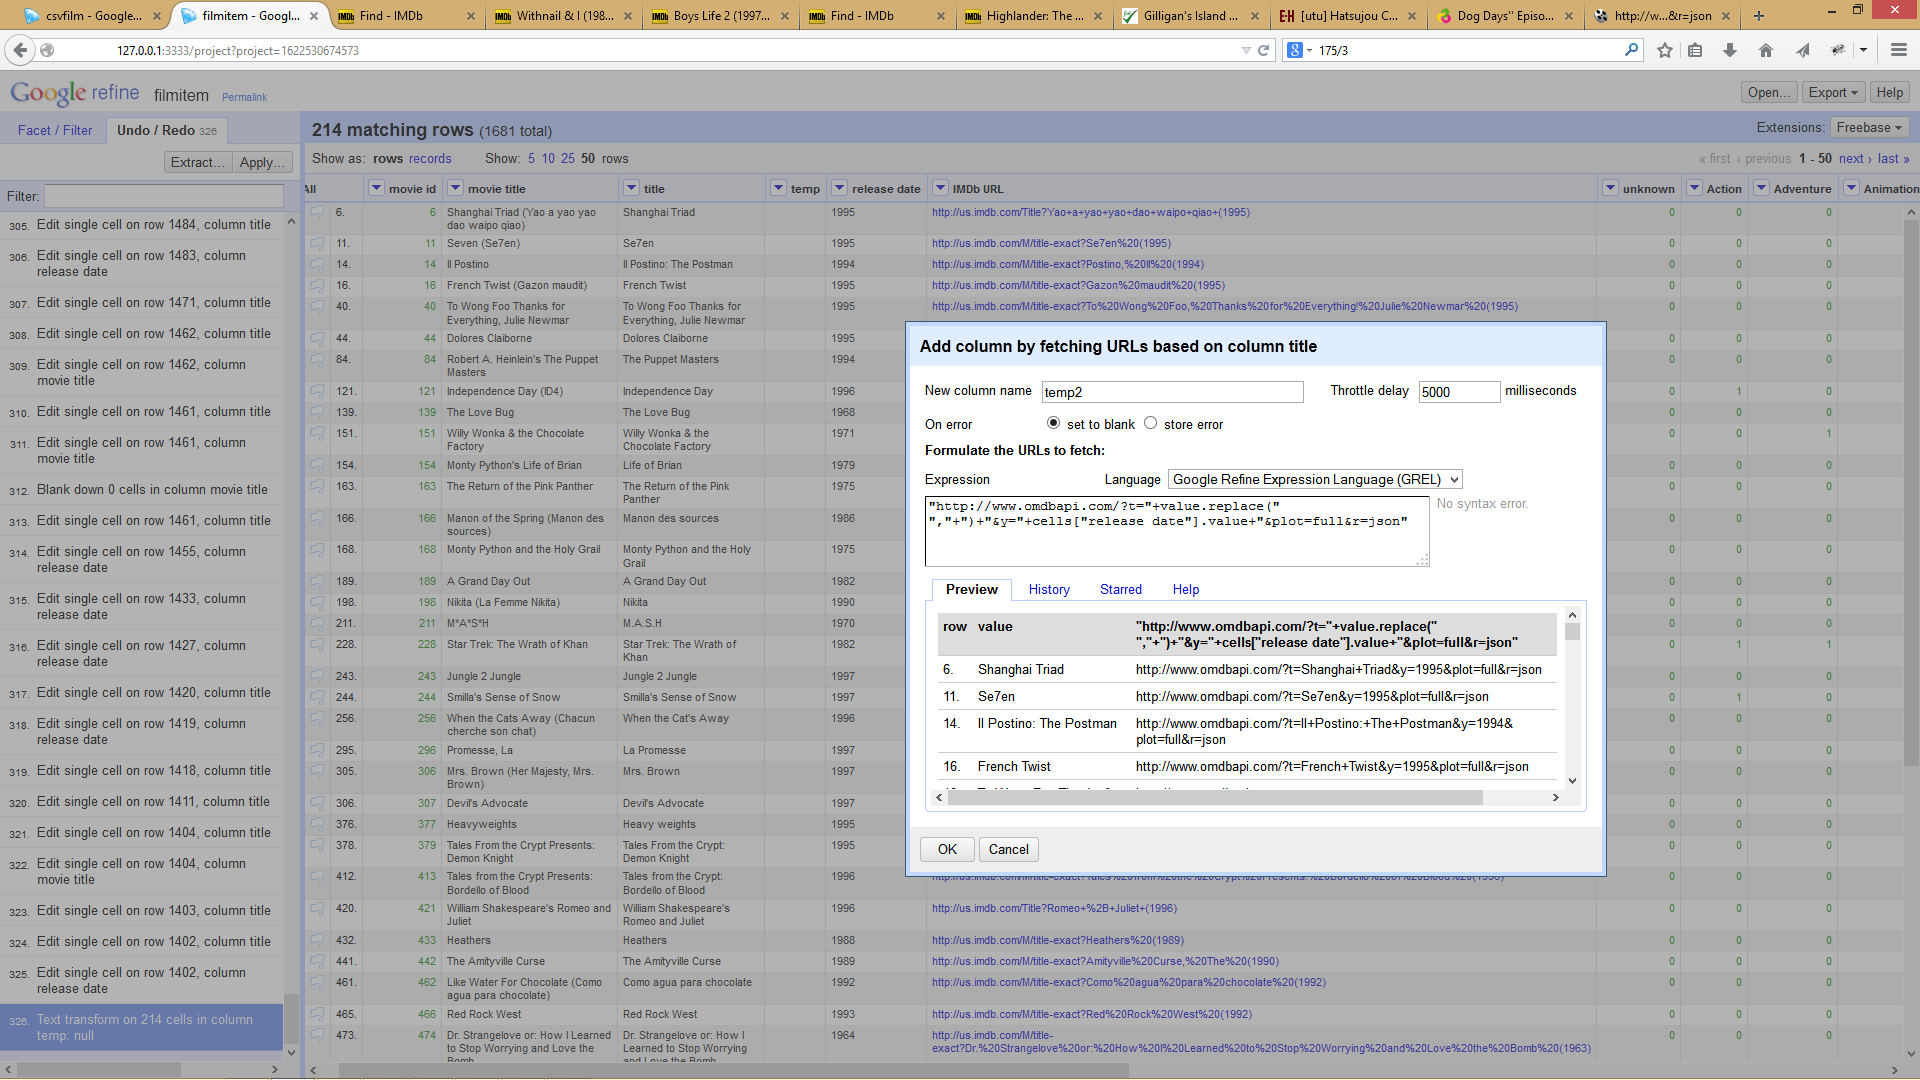 csvfilm - Google...
filmitem - Googl...
Find - IMDb
Withnail & I (198...
Boys Life 2 (1997...
Find - IMDb
Highlander: The ...
Gilligan's Island ...
[utu] Hatsujou C...
Dog Days'' Episo...
http://w...&r=json
127.0.0.1:3333/project?project=1622530674573
175/3
Google refine filmitem Permalink
Open... Export Help
Facet / Filter Undo / Redo 326
214 matching rows (1681 total)
Extensions: Freebase
Extract... Apply...
Show as: rows records Show: 5 10 25 50 rows
« first ‹ previous 1 - 50 next › last »
Filter:
All movie id movie title title temp release date IMDb URL unknown Action Adventure Animation
305. Edit single cell on row 1484, column title
306. Edit single cell on row 1483, column
release date
307. Edit single cell on row 1471, column title
308. Edit single cell on row 1462, column title
309. Edit single cell on row 1462, column
movie title
310. Edit single cell on row 1461, column title
311. Edit single cell on row 1461, column
movie title
312. Blank down 0 cells in column movie title
313. Edit single cell on row 1461, column title
314. Edit single cell on row 1455, column
release date
315. Edit single cell on row 1433, column
release date
316. Edit single cell on row 1427, column
release date
317. Edit single cell on row 1420, column title
318. Edit single cell on row 1419, column
release date
319. Edit single cell on row 1418, column title
320. Edit single cell on row 1411, column title
321. Edit single cell on row 1404, column title
322. Edit single cell on row 1404, column
movie title
323. Edit single cell on row 1403, column title
324. Edit single cell on row 1402, column title
325. Edit single cell on row 1402, column
release date
326. Text transform on 214 cells in column
temp: null
6. 6 Shanghai Triad (Yao a yao yao Shanghai Triad 1995 http://us.imdb.com/Title?Yao+a+yao+yao+dao+waipo+qiao+(1995) 0 0 0
dao waipo qiao)
11. 11 Seven (Se7en) Se7en 1995 http://us.imdb.com/M/title-exact?Se7en%20(1995) 0 0 0
14. 14 Il Postino Il Postino: The Postman 1994 http://us.imdb.com/M/title-exact?Postino,%20Il%20(1994) 0 0 0
16. 16 French Twist (Gazon maudit) French Twist 1995 http://us.imdb.com/M/title-exact?Gazon%20maudit%20(1995) 0 0 0
40. 40 To Wong Foo Thanks for To Wong Foo Thanks for 1995 http://us.imdb.com/M/title-exact?To%20Wong%20Foo,%20Thanks%20for%20Everything!%20Julie%20Newmar%20(1995) 0 0 0
Everything, Julie Newmar Everything, Julie Newmar
44. 44 Dolores Claiborne Dolores Claiborne 1995 0 0 0
84. 84 Robert A. Heinlein's The Puppet The Puppet Masters 1994 0 0 0
Masters
121. 121 Independence Day (ID4) Independence Day 1996 0 1 0
139. 139 The Love Bug The Love Bug 1968 0 0 0
151. 151 Willy Wonka & the Chocolate Willy Wonka & the 1971 0 0 1
Factory Chocolate Factory
154. 154 Monty Python's Life of Brian Life of Brian 1979 0 0 0
163. 163 The Return of the Pink Panther The Return of the Pink 1975 0 0 0
Panther
166. 166 Manon of the Spring (Manon des Manon des sources 1986 0 0 0
sources)
168. 168 Monty Python and the Holy Grail Monty Python and the Holy 1975 0 0 0
Grail
189. 189 A Grand Day Out A Grand Day Out 1982 0 0 0
198. 198 Nikita (La Femme Nikita) Nikita 1990 0 0 0
211. 211 M*A*S*H M.A.S.H 1970 0 0 0
228. 228 Star Trek: The Wrath of Khan Star Trek: The Wrath of 1982 0 1 1
Khan
243. 243 Jungle 2 Jungle Jungle 2 Jungle 1997 0 0 0
244. 244 Smilla's Sense of Snow Smilla's Sense of Snow 1997 0 1 0
256. 256 When the Cats Away (Chacun When the Cat's Away 1996 0 0 0
cherche son chat)
295. 296 Promesse, La La Promesse 1997 0 0 0
305. 306 Mrs. Brown (Her Majesty, Mrs. Mrs. Brown 1997 0 0 0
Brown)
306. 307 Devil's Advocate Devil's Advocate 1997 0 0 0
376. 377 Heavyweights Heavy weights 1995 0 0 0
378. 379 Tales From the Crypt Presents: Tales From the Crypt: 1995 0 0 0
Demon Knight Demon Knight
412. 413 Tales from the Crypt Presents: Tales from the Crypt: 1996 0 0 0
Bordello of Blood Bordello of Blood
420. 421 William Shakespeare's Romeo and William Shakespeare's 1996 http://us.imdb.com/Title?Romeo+%2B+Juliet+(1996) 0 0 0
Juliet Romeo and Juliet
432. 433 Heathers Heathers 1988 http://us.imdb.com/M/title-exact?Heathers%20(1989) 0 0 0
441. 442 The Amityville Curse The Amityville Curse 1989 http://us.imdb.com/M/title-exact?Amityville%20Curse,%20The%20(1990) 0 0 0
461. 462 Like Water For Chocolate (Como Como agua para chocolate 1992 http://us.imdb.com/M/title-exact?Como%20agua%20para%20chocolate%20(1992) 0 0 0
agua para chocolate)
465. 466 Red Rock West Red Rock West 1993 http://us.imdb.com/M/title-exact?Red%20Rock%20West%20(1992) 0 0 0
473. 474 Dr. Strangelove or: How I Learned Dr. Strangelove or: How I 1964 http://us.imdb.com/M/title- 0 0 0
to Stop Worrying and Love the Learned to Stop Worrying exact?Dr.%20Strangelove%20or:%20How%20I%20Learned%20to%20Stop%20Worrying%20and%20Love%20the%20Bomb%20(1963)
Bomb and Love the Bomb
Add column by fetching URLs based on column title
New column name temp2 Throttle delay 5000 milliseconds
On error set to blank store error
Formulate the URLs to fetch:
Expression Language Google Refine Expression Language (GREL)
"http://www.omdbapi.com/?t="+value.replace("
","+")+"&y="+cells["release date"].value+"&plot=full&r=json"
No syntax error.
Preview History Starred Help
row value "http://www.omdbapi.com/?t="+value.replace("
","+")+"&y="+cells["release date"].value+"&plot=full&r=json"
6. Shanghai Triad http://www.omdbapi.com/?t=Shanghai+Triad&y=1995&plot=full&r=json
11. Se7en http://www.omdbapi.com/?t=Se7en&y=1995&plot=full&r=json
14. Il Postino: The Postman http://www.omdbapi.com/?t=Il+Postino:+The+Postman&y=1994&
plot=full&r=json
16. French Twist http://www.omdbapi.com/?t=French+Twist&y=1995&plot=full&r=json
OK Cancel